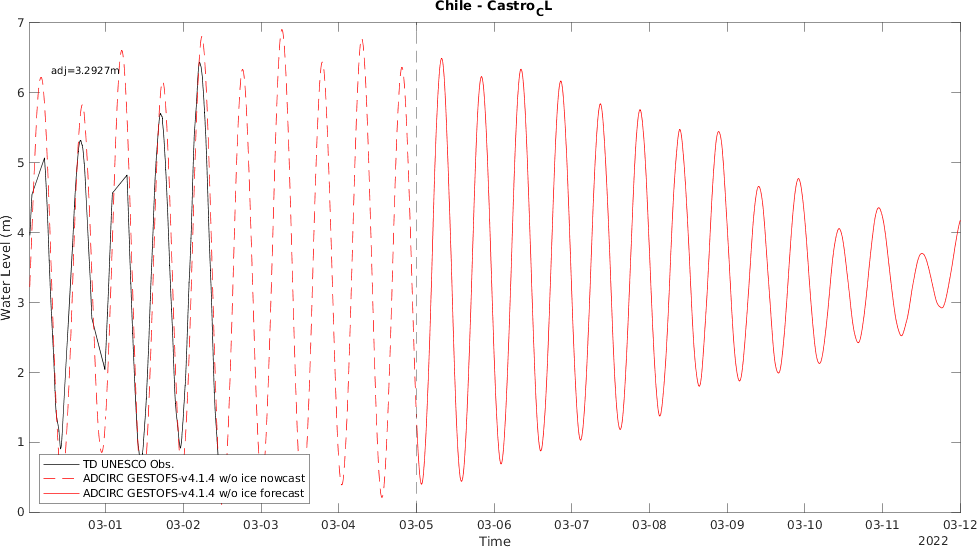 Chile - Castro_CL
7
adj=3.2927m
6
5
4
Water Level (m)
3
2
1
TD UNESCO Obs.
ADCIRC GESTOFS-v4.1.4 w/o ice nowcast
ADCIRC GESTOFS-v4.1.4 w/o ice forecast
0
03-01 03-02 03-03 03-04 03-05 03-06 03-07 03-08 03-09 03-10 03-11 03-12
Time
2022